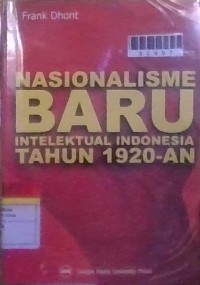 Frank Dhont
NASIONALISME
BARU
INTELEKTUAL INDONESIA
TAHUN 1920-AN
Gadjah Mada University Press